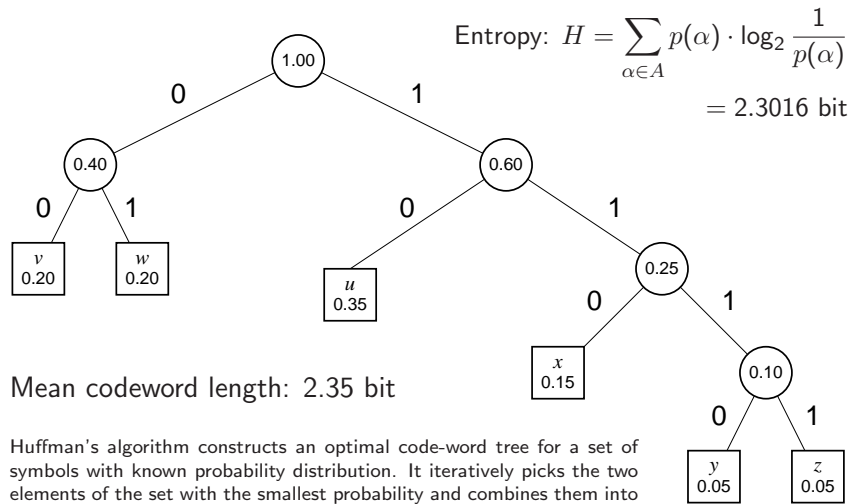 Entropy: H = ∑α∈A p(α) · log2 1/p(α)
= 2.3016 bit
1.00
0 1
0.40 0.60
0 1 0 1
v w
0.20 0.20
u
0.35
0.25
0 1
x
0.15
0.10
0 1
y z
0.05 0.05
Mean codeword length: 2.35 bit
Huffman's algorithm constructs an optimal code-word tree for a set of
symbols with known probability distribution. It iteratively picks the two
elements of the set with the smallest probability and combines them into